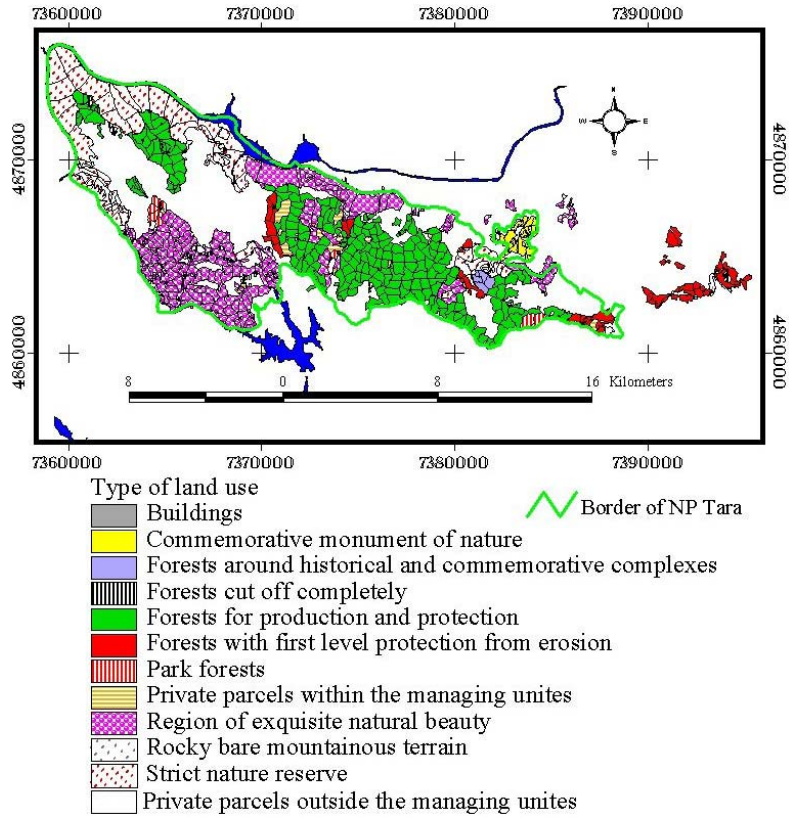 7360000 7370000 7380000 7390000
4870000 4870000
N
W E
S
4860000 4860000
8 0 8 16 Kilometers
7360000 7370000 7380000 7390000
Type of land use
Border of NP Tara
Buildings
Commemorative monument of nature
Forests around historical and commemorative complexes
Forests cut off completely
Forests for production and protection
Forests with first level protection from erosion
Park forests
Private parcels within the managing unites
Region of exquisite natural beauty
Rocky bare mountainous terrain
Strict nature reserve
Private parcels outside the managing unites